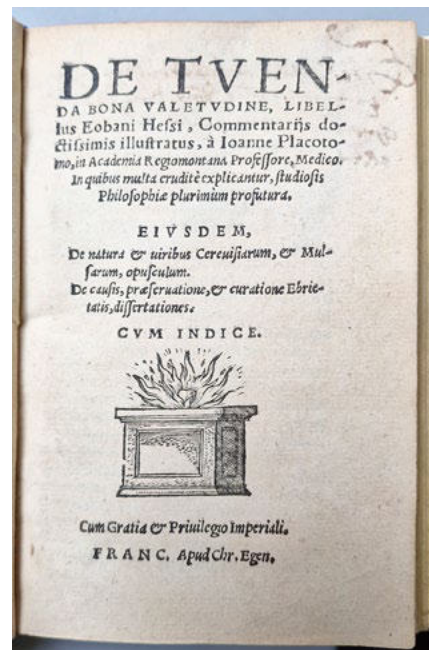 DE TVEN-
DA BONA VALETVDINE, LIBEL-
lus Eobani Hessi, Commentarijs do-
ctissimis illustratus, à Ioanne Placoto-
mo, in Academia Regiomontana Professore, Medico.
In quibus multa eruditè explicantur, studiosis
Philosophiæ plurimùm profutura.
EIVSDEM,
De natura & uiribus Cereuisiarum, & Mul-
sarum, opusculum.
De causis, præseruatione, & curatione Ebrie-
tatis, dissertationes.
CVM INDICE.
Cum Gratia & Priuilegio Imperiali.
FRANC. Apud Chr. Egen.